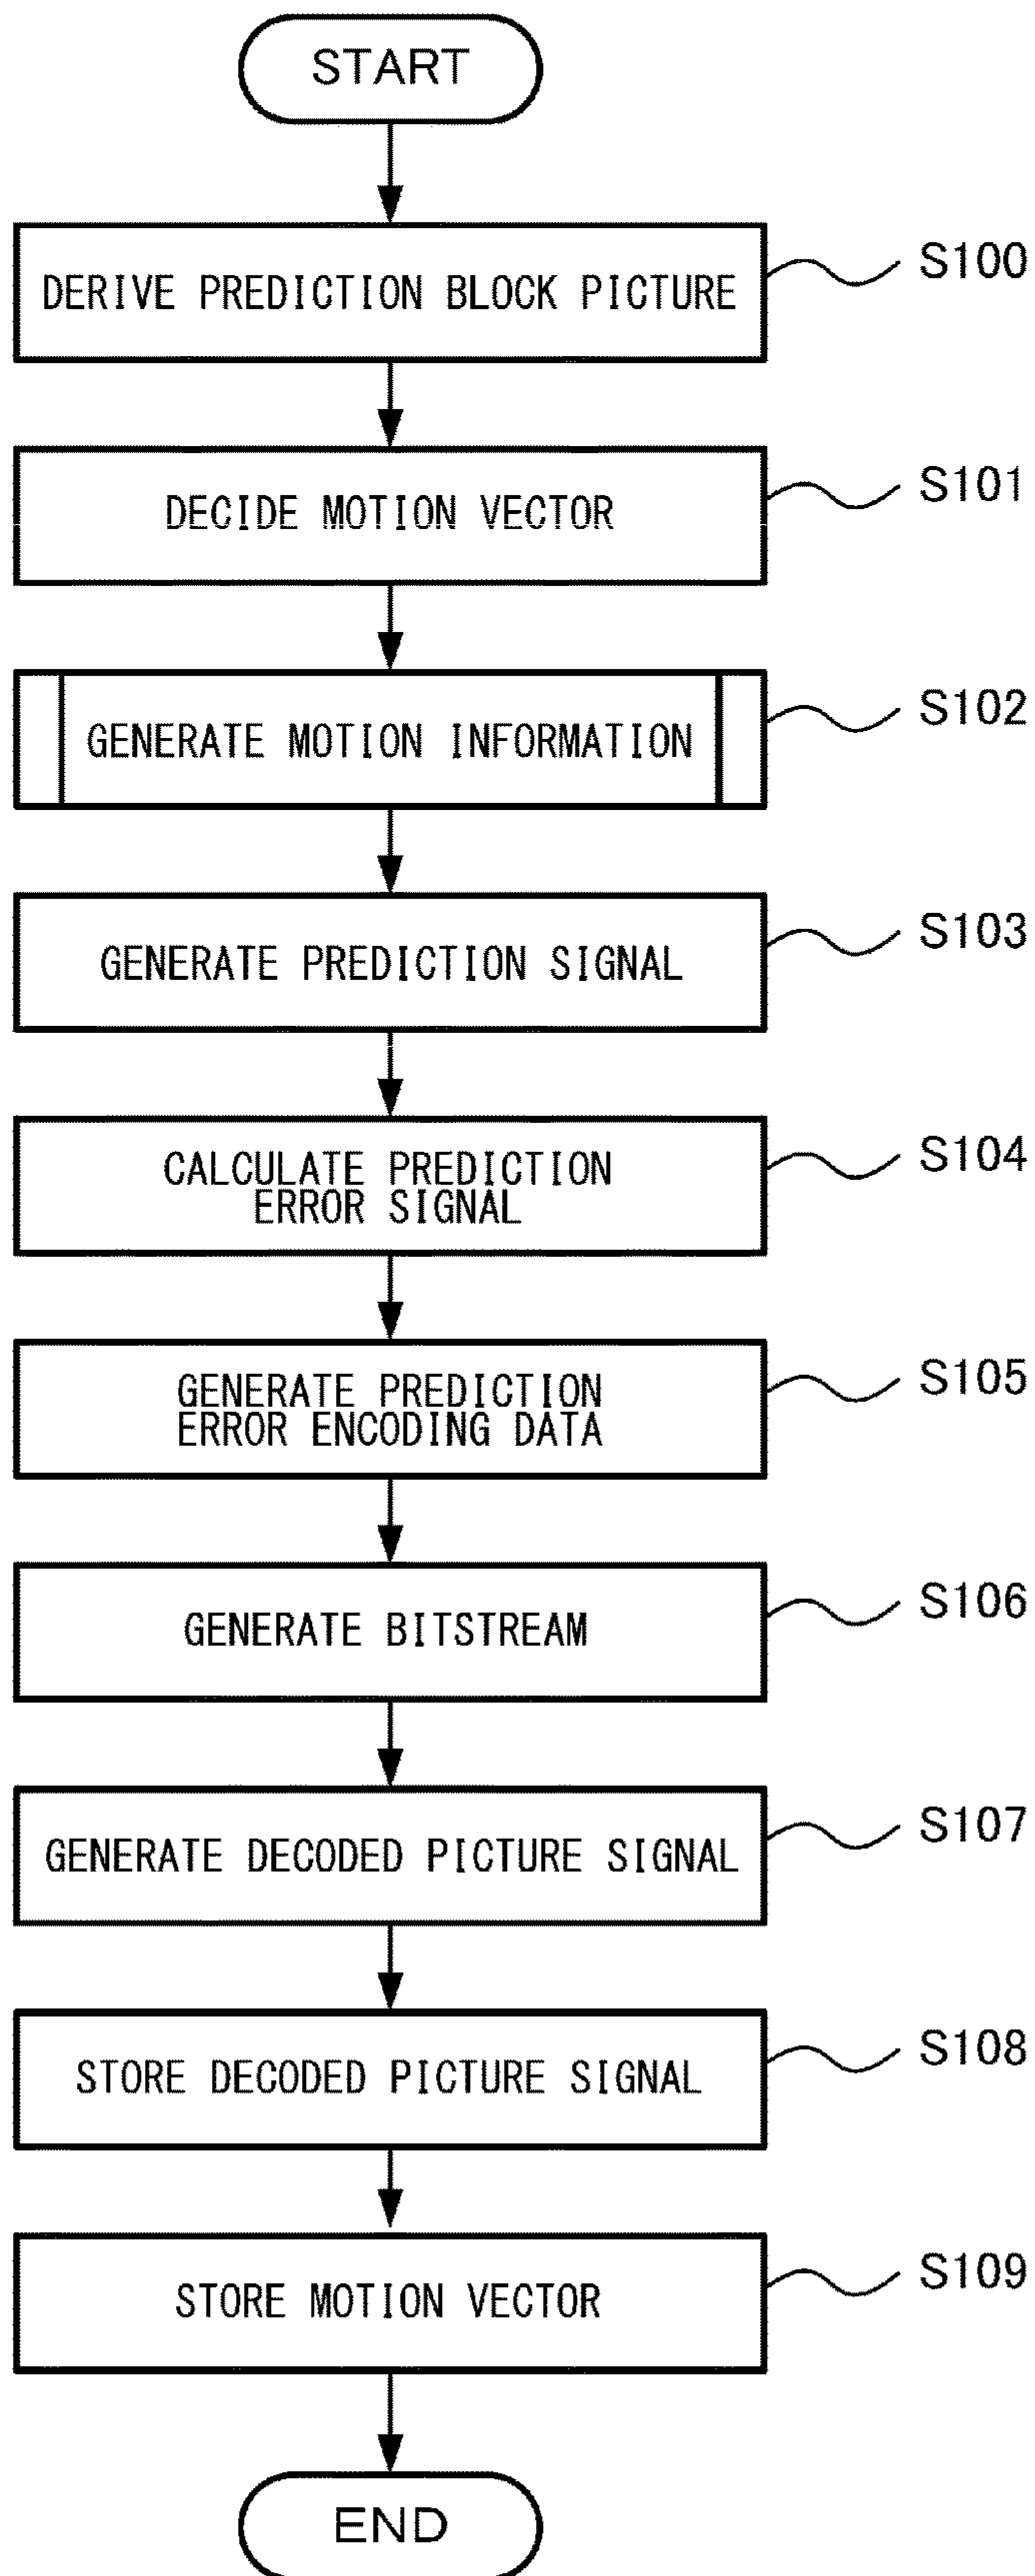 START
DERIVE PREDICTION BLOCK PICTURE
S100
DECIDE MOTION VECTOR
S101
GENERATE MOTION INFORMATION
S102
GENERATE PREDICTION SIGNAL
S103
CALCULATE PREDICTION
ERROR SIGNAL
S104
GENERATE PREDICTION
ERROR ENCODING DATA
S105
GENERATE BITSTREAM
S106
GENERATE DECODED PICTURE SIGNAL
S107
STORE DECODED PICTURE SIGNAL
S108
STORE MOTION VECTOR
S109
END